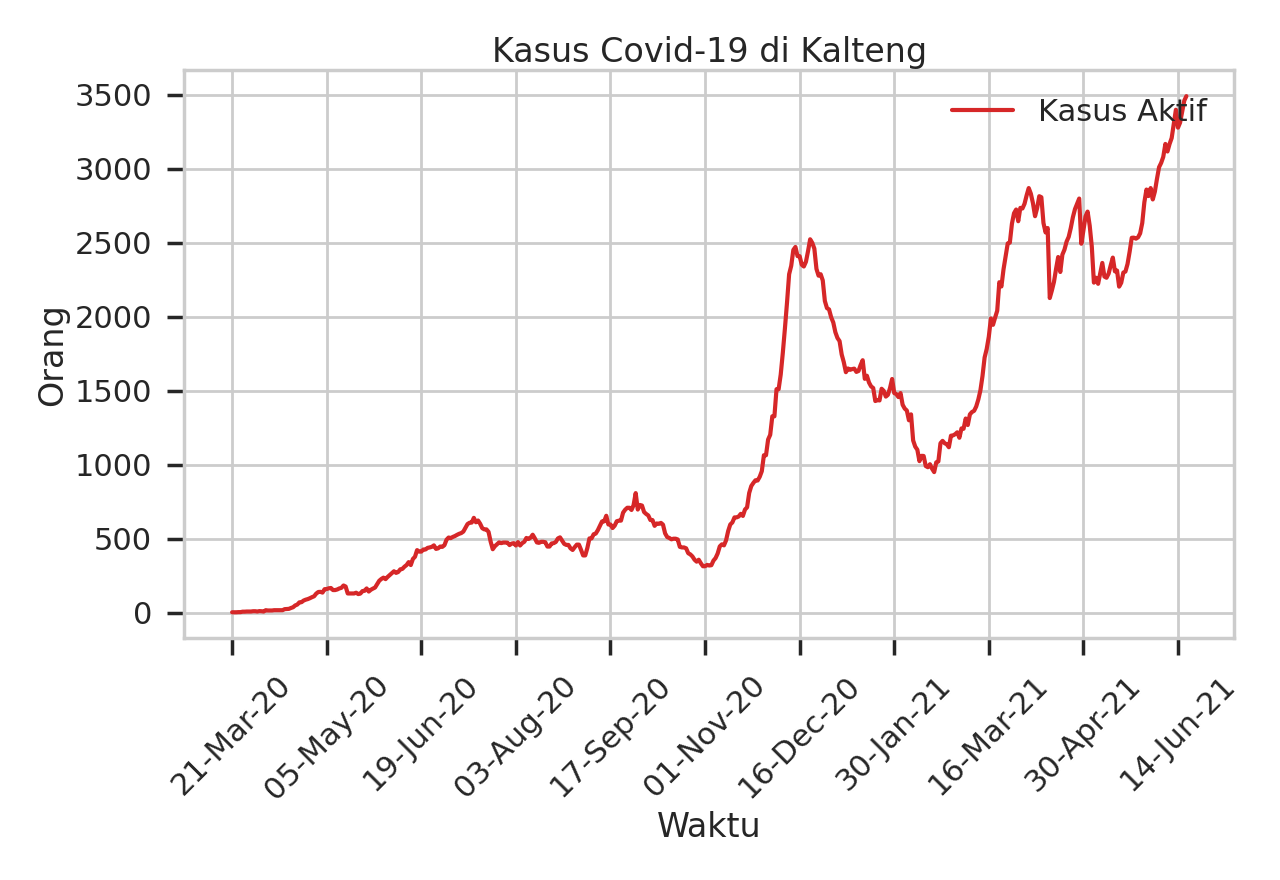 Kasus Covid-19 di Kalteng
Kasus Aktif
Orang
3500
3000
2500
2000
1500
1000
500
0
21-Mar-20
05-May-20
19-Jun-20
03-Aug-20
17-Sep-20
01-Nov-20
16-Dec-20
30-Jan-21
16-Mar-21
30-Apr-21
14-Jun-21
Waktu